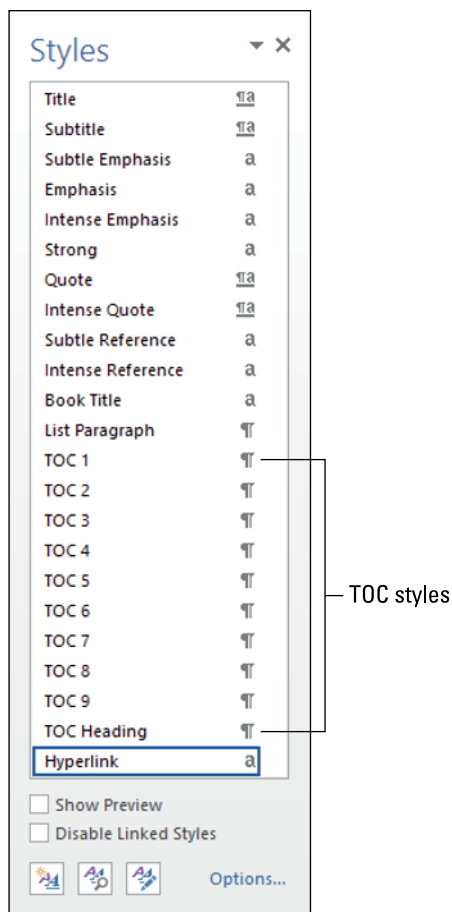 Styles
Title ¶a
Subtitle ¶a
Subtle Emphasis a
Emphasis a
Intense Emphasis a
Strong a
Quote ¶a
Intense Quote ¶a
Subtle Reference a
Intense Reference a
Book Title a
List Paragraph ¶
TOC 1 ¶
TOC 2 ¶
TOC 3 ¶
TOC 4 ¶
TOC 5 ¶
TOC 6 ¶
TOC 7 ¶
TOC 8 ¶
TOC 9 ¶
TOC Heading ¶
Hyperlink a
TOC styles
Show Preview
Disable Linked Styles
Options...